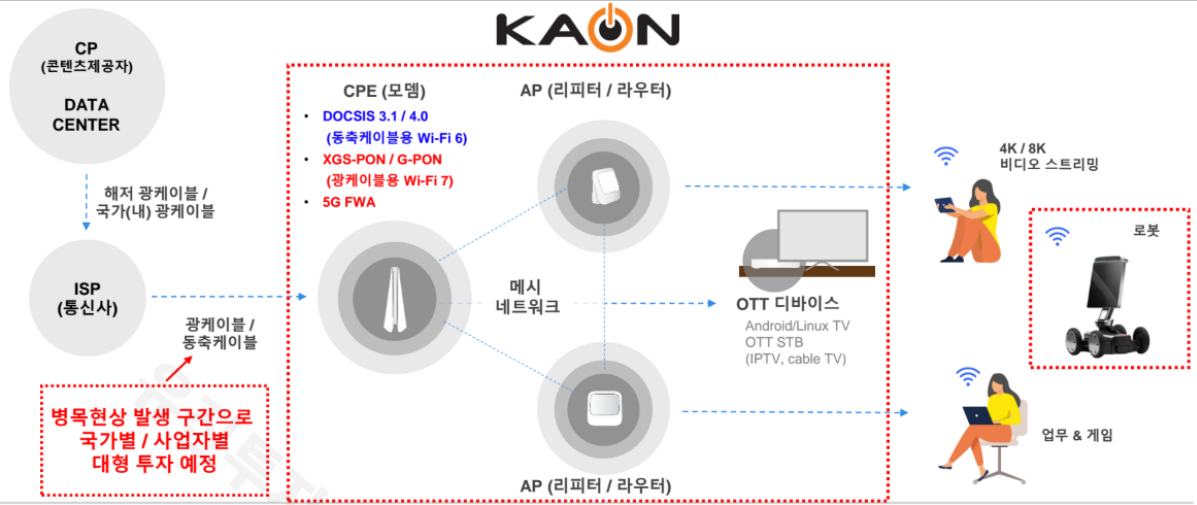 KAON
CP
(콘텐츠제공자)
DATA
CENTER
해저 광케이블 /
국가(내) 광케이블
ISP
(통신사)
광케이블 /
동축케이블
병목현상 발생 구간으로
국가별 / 사업자별
대형 투자 예정
CPE (모뎀)
• DOCSIS 3.1 / 4.0
(동축케이블용 Wi-Fi 6)
• XGS-PON / G-PON
(광케이블용 Wi-Fi 7)
• 5G FWA
AP (리피터 / 라우터)
메시
네트워크
OTT 디바이스
Android/Linux TV
OTT STB
(IPTV, cable TV)
AP (리피터 / 라우터)
4K / 8K
비디오 스트리밍
로봇
업무 & 게임